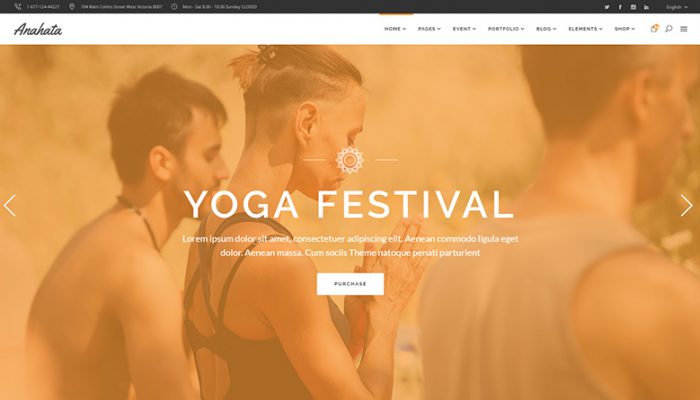 1-677-124-44227
184 Main Collins Street West Victoria 8007
Mon - Sat 8.00 - 18.00 Sunday CLOSED
English
Anahata
HOME PAGES EVENT PORTFOLIO BLOG ELEMENTS SHOP
YOGA FESTIVAL
Lorem ipsum dolor sit amet, consectetuer adipiscing elit. Aenean commodo ligula eget
dolor. Aenean massa. Cum sociis Theme natoque penati parturient
PURCHASE